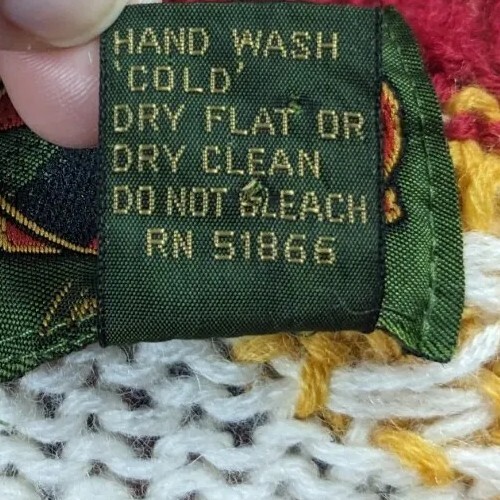 HAND WASH
'COLD'
DRY FLAT OR
DRY CLEAN
DO NOT BLEACH
RN 51866